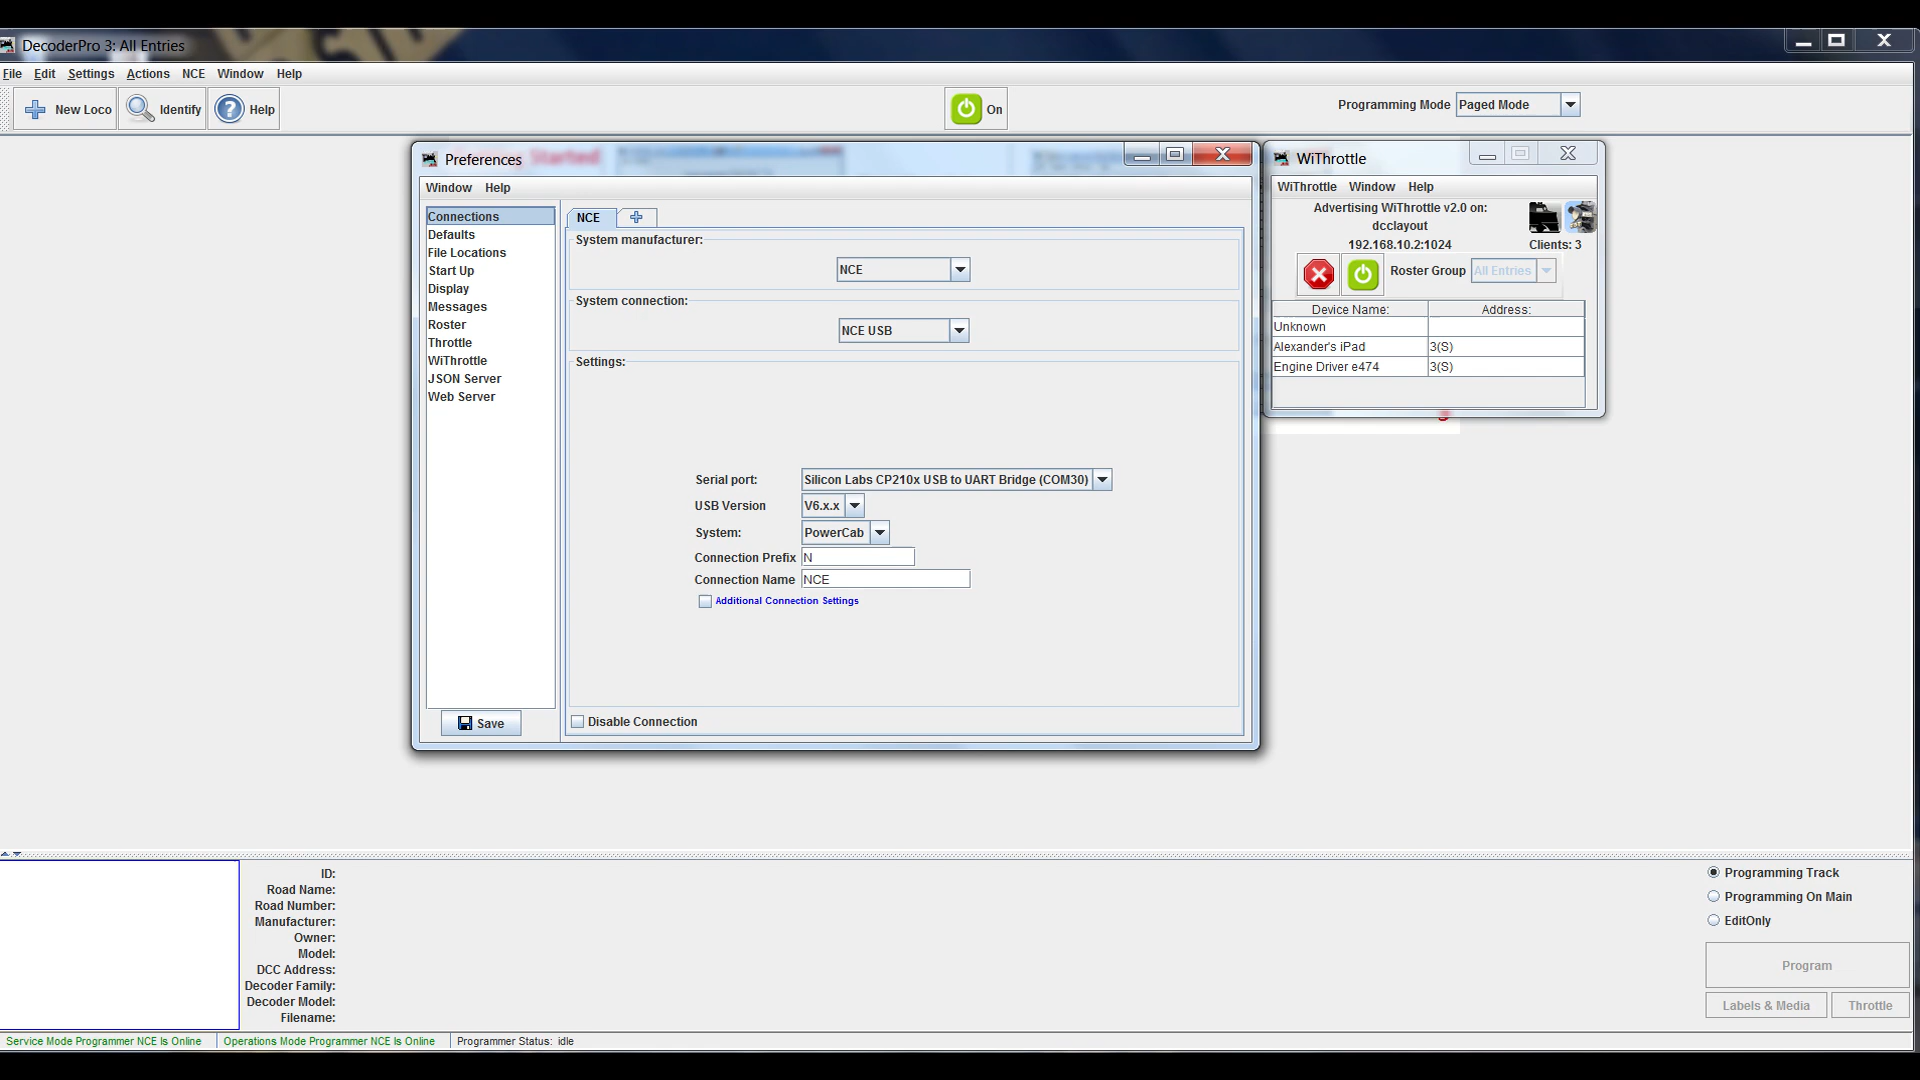 DecoderPro 3: All Entries
File Edit Settings Actions NCE Window Help
New Loco Identify Help On Programming Mode Paged Mode
Preferences
Started
Window Help
Connections
Defaults
File Locations
Start Up
Display
Messages
Roster
Throttle
WiThrottle
JSON Server
Web Server
Save
NCE
System manufacturer:
NCE
System connection:
NCE USB
Settings:
Serial port: Silicon Labs CP210x USB to UART Bridge (COM30)
USB Version V6.x.x
System: PowerCab
Connection Prefix N
Connection Name NCE
Additional Connection Settings
Disable Connection
WiThrottle
WiThrottle Window Help
Advertising WiThrottle v2.0 on:
dcclayout
192.168.10.2:1024 Clients: 3
Roster Group All Entries
Device Name: Address:
Unknown
Alexander's iPad 3(S)
Engine Driver e474 3(S)
ID:
Road Name:
Road Number:
Manufacturer:
Owner:
Model:
DCC Address:
Decoder Family:
Decoder Model:
Filename:
Programming Track
Programming On Main
EditOnly
Program
Labels & Media Throttle
Service Mode Programmer NCE Is Online Operations Mode Programmer NCE Is Online Programmer Status: idle